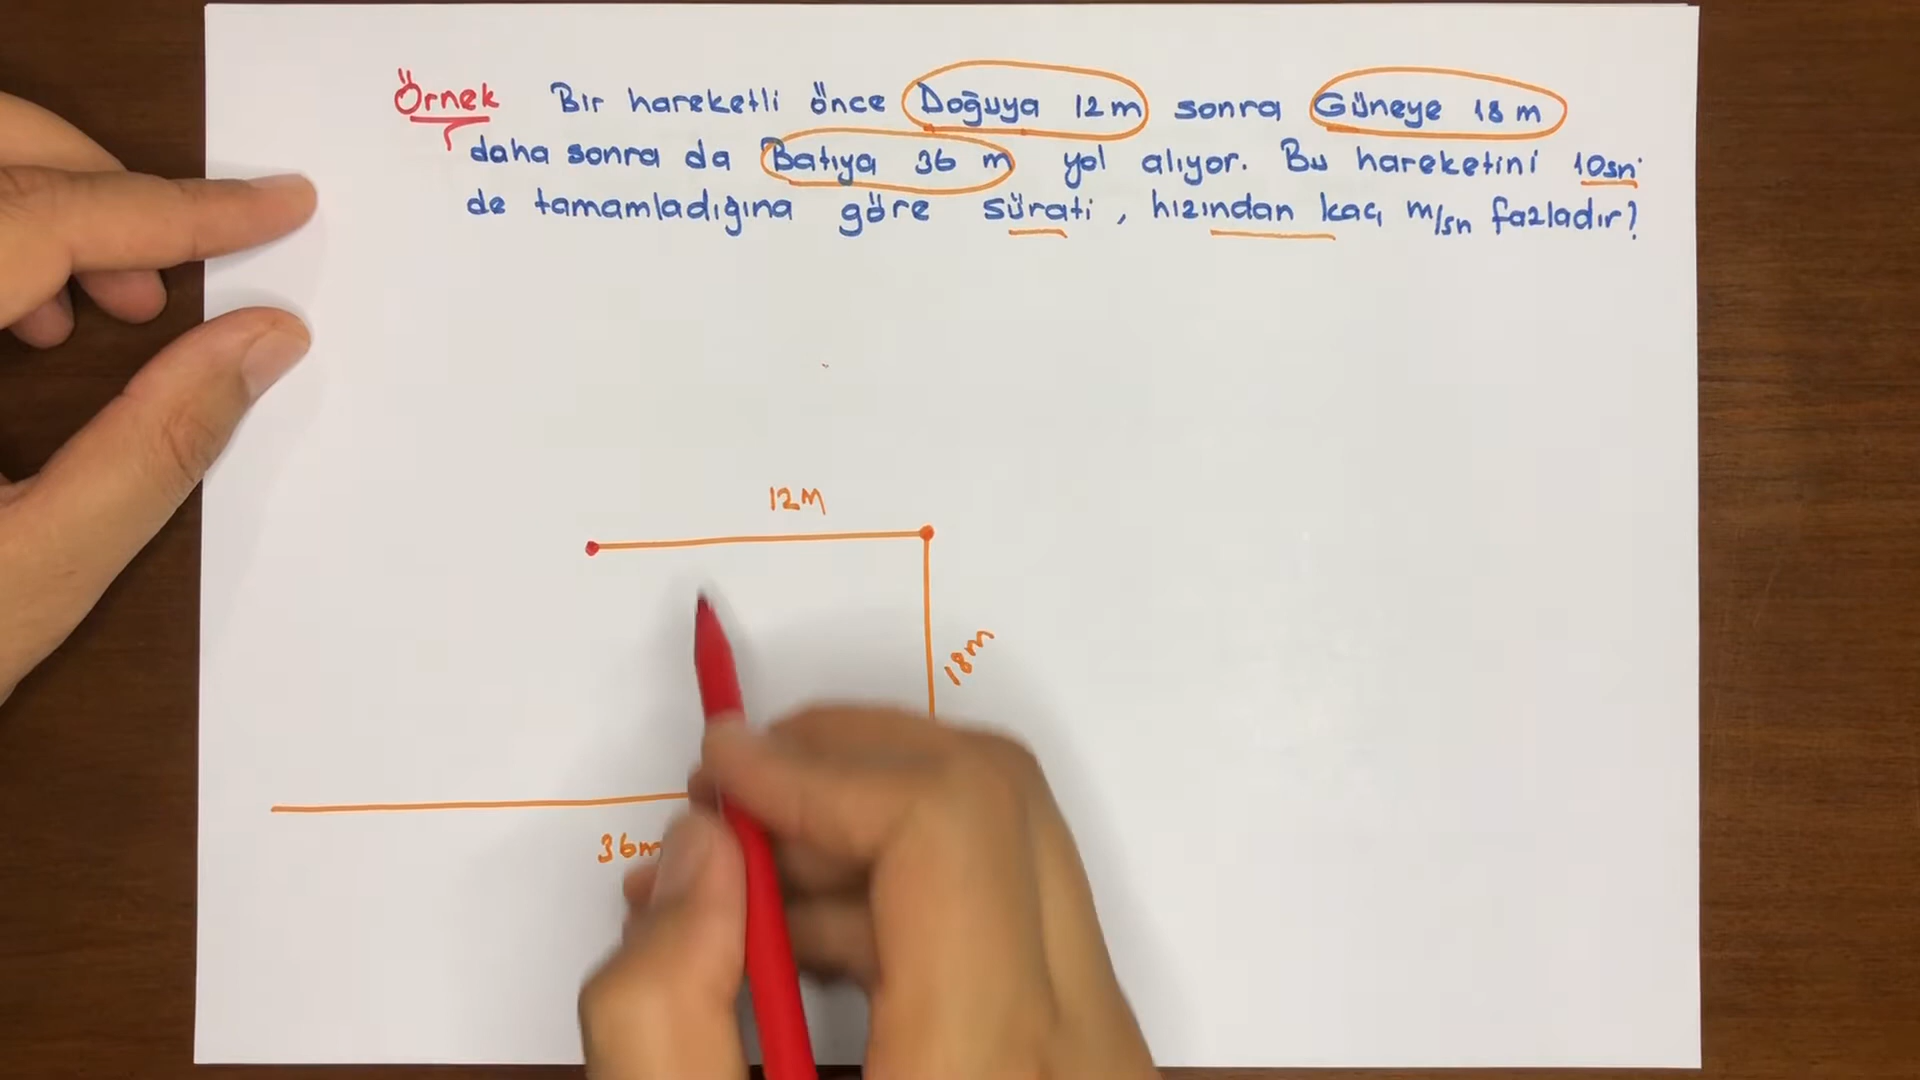 Örnek Bir hareketli önce Doğuya 12 m sonra Güneye 18 m
daha sonra da Batıya 36 m yol alıyor. Bu hareketini 10sn'
de tamamladığına göre sürati, hızından kaç m/sn fazladır?
12m
18m
36m